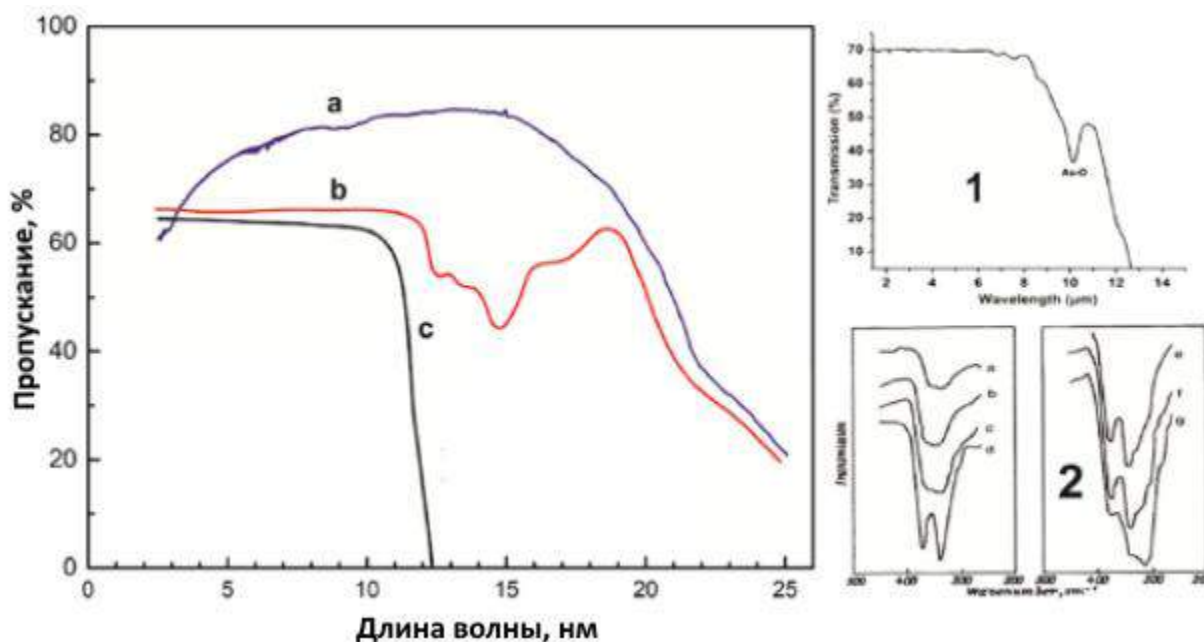 Пропускание, %
100
80
60
40
20
0
a
b
c
0 5 10 15 20 25
Длина волны, нм
Transmission (%)
70
60
50
40
30
20
10
1
As-O
2 4 6 8 10 12 14
Wavelength (μm)
a
b
c
d
e
f
g
2
400